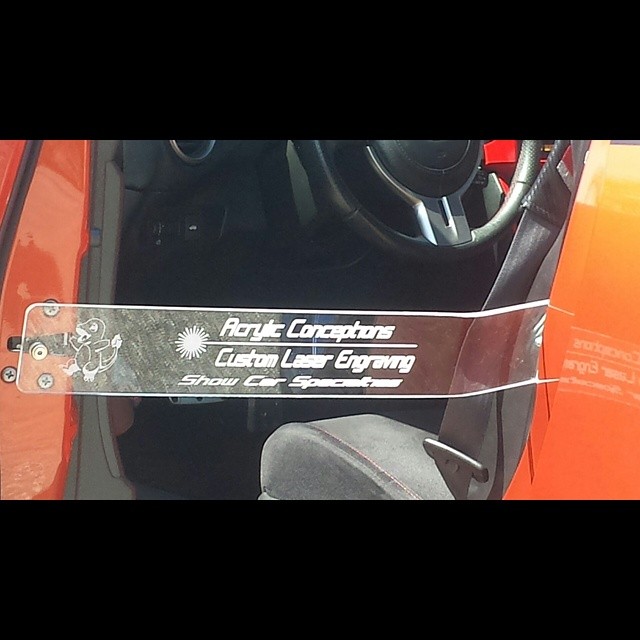 Acrylic Conceptions
Custom Laser Engraving
Show Car Specialties